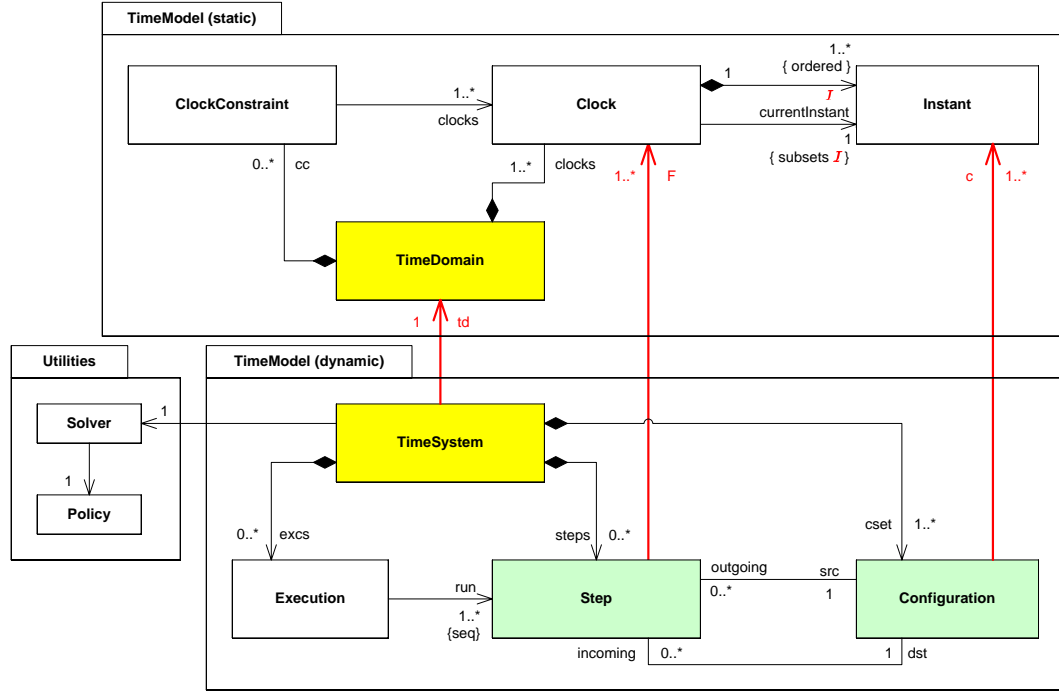 TimeModel (static)
1..*
{ ordered }
1
I
ClockConstraint
1..*
clocks
Clock
currentInstant
1
{ subsets I }
Instant
0..*
cc
1..*
clocks
1..*
F
c
1..*
TimeDomain
1
td
Utilities
TimeModel (dynamic)
Solver
1
TimeSystem
1
Policy
0..*
excs
steps
0..*
cset
1..*
Execution
run
1..*
{seq}
Step
outgoing
0..*
src
1
Configuration
incoming
0..*
1
dst